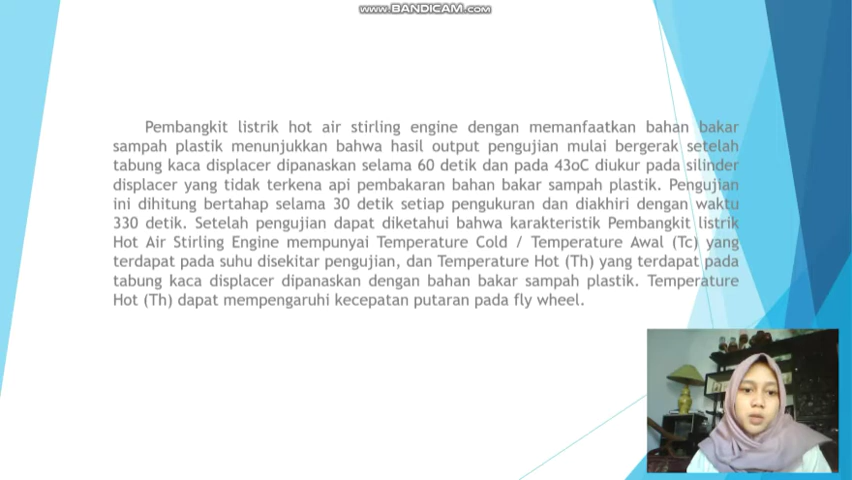 www.BANDICAM.com
Pembangkit listrik hot air stirling engine dengan memanfaatkan bahan bakar
sampah plastik menunjukkan bahwa hasil output pengujian mulai bergerak setelah
tabung kaca displacer dipanaskan selama 60 detik dan pada 43oC diukur pada silinder
displacer yang tidak terkena api pembakaran bahan bakar sampah plastik. Pengujian
ini dihitung bertahap selama 30 detik setiap pengukuran dan diakhiri dengan waktu
330 detik. Setelah pengujian dapat diketahui bahwa karakteristik Pembangkit listrik
Hot Air Stirling Engine mempunyai Temperature Cold / Temperature Awal (Tc) yang
terdapat pada suhu disekitar pengujian, dan Temperature Hot (Th) yang terdapat pada
tabung kaca displacer dipanaskan dengan bahan bakar sampah plastik. Temperature
Hot (Th) dapat mempengaruhi kecepatan putaran pada fly wheel.